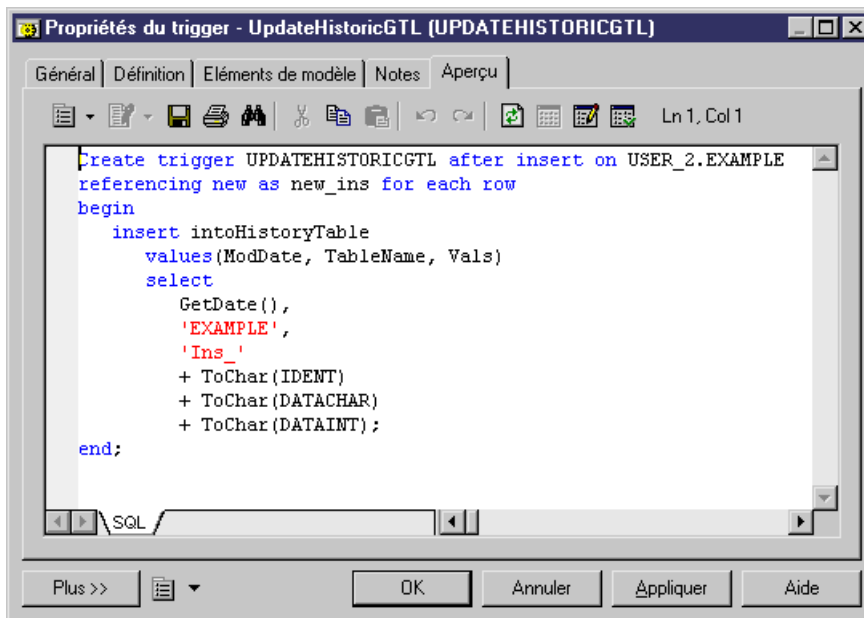 Propriétés du trigger - UpdateHistoricGTL (UPDATEHISTORICGTL)
Général Définition Eléments de modèle Notes Aperçu
Ln 1, Col 1
Create trigger UPDATEHISTORICGTL after insert on USER_2.EXAMPLE
referencing new as new_ins for each row
begin
insert intoHistoryTable
values(ModDate, TableName, Vals)
select
GetDate(),
'EXAMPLE',
'Ins_'
+ ToChar(IDENT)
+ ToChar(DATACHAR)
+ ToChar(DATAINT);
end;
SQL
Plus >> OK Annuler Appliquer Aide